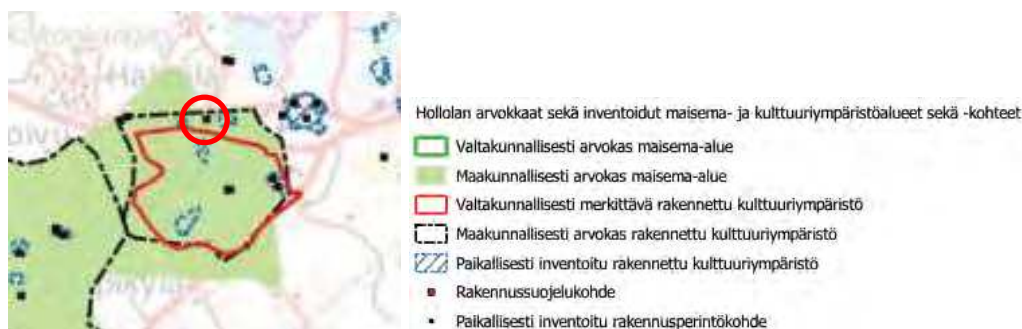 Hollolan arvokkaat sekä inventoidut maisema- ja kulttuuriympäristöalueet sekä -kohteet
Valtakunnallisesti arvokas maisema-alue
Maakunnallisesti arvokas maisema-alue
Valtakunnallisesti merkittävä rakennettu kulttuuriympäristö
Maakunnallisesti arvokas rakennettu kulttuuriympäristö
Paikallisesti inventoitu rakennettu kulttuuriympäristö
Rakennussuojelukohde
Paikallisesti inventoitu rakennusperintökohde